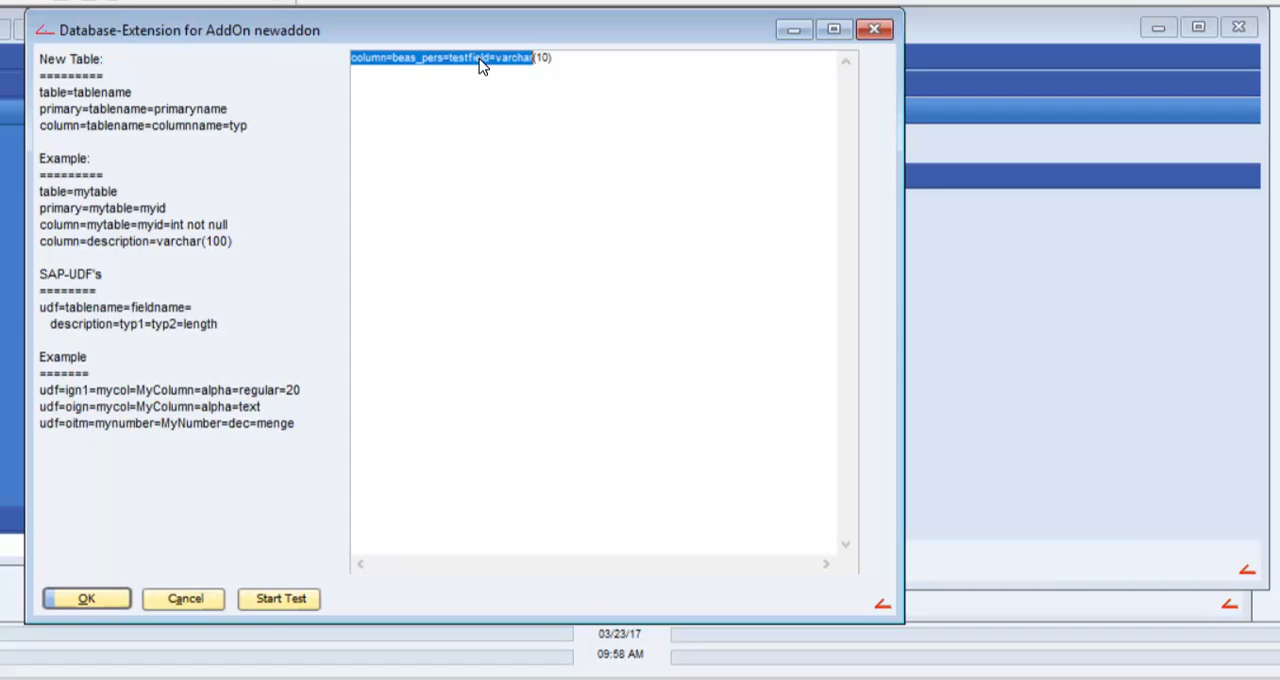 Database-Extension for AddOn newaddon
New Table:
=========
table=tablename
primary=tablename=primaryname
column=tablename=columnname=typ
Example:
=========
table=mytable
primary=mytable=myid
column=mytable=myid=int not null
column=description=varchar(100)
SAP-UDF's
========
udf=tablename=fieldname=
description=typ1=typ2=length
Example
=======
udf=ign1=mycol=MyColumn=alpha=regular=20
udf=oign=mycol=MyColumn=alpha=text
udf=oitm=mynumber=MyNumber=dec=menge
column=beas_pers=testfield=varchar(10)
OK
Cancel
Start Test
03/23/17
09:58 AM